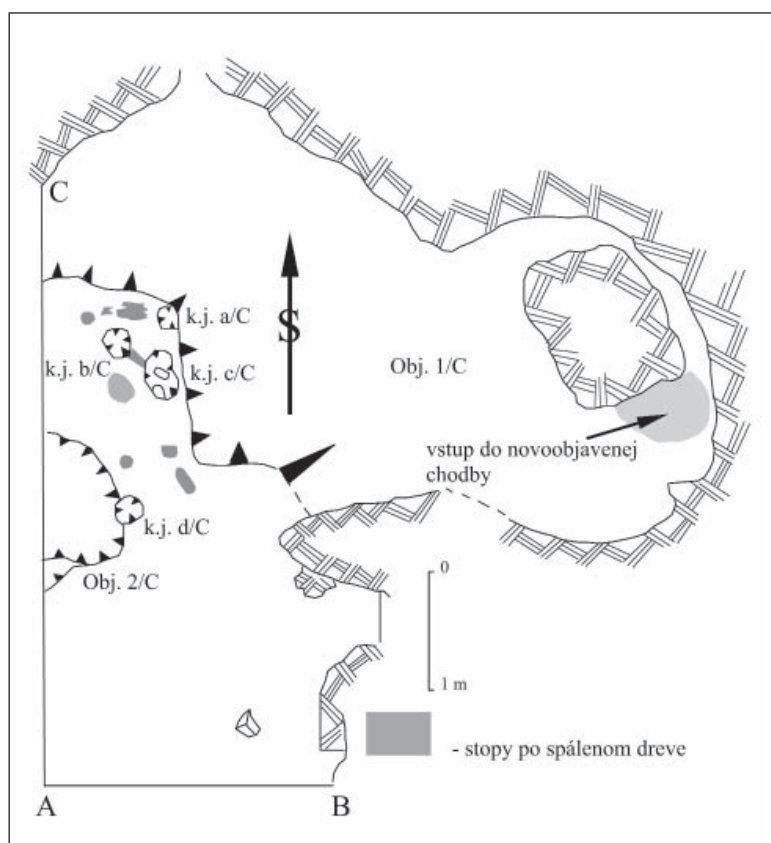 C
S
k.j. a/C
k.j. b/C
k.j. c/C
Obj. 1/C
vstup do novoobjavenej
chodby
k.j. d/C
Obj. 2/C
0
1 m
- stopy po spálenom dreve
A
B